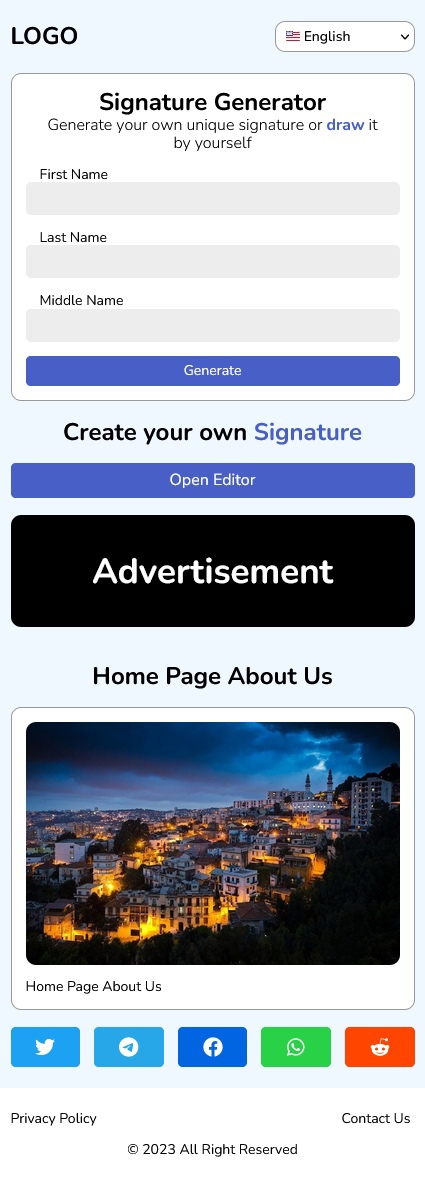 LOGO
English
Signature Generator
Generate your own unique signature or draw it
by yourself
First Name
Last Name
Middle Name
Generate
Create your own Signature
Open Editor
Advertisement
Home Page About Us
Home Page About Us
Privacy Policy
Contact Us
© 2023 All Right Reserved